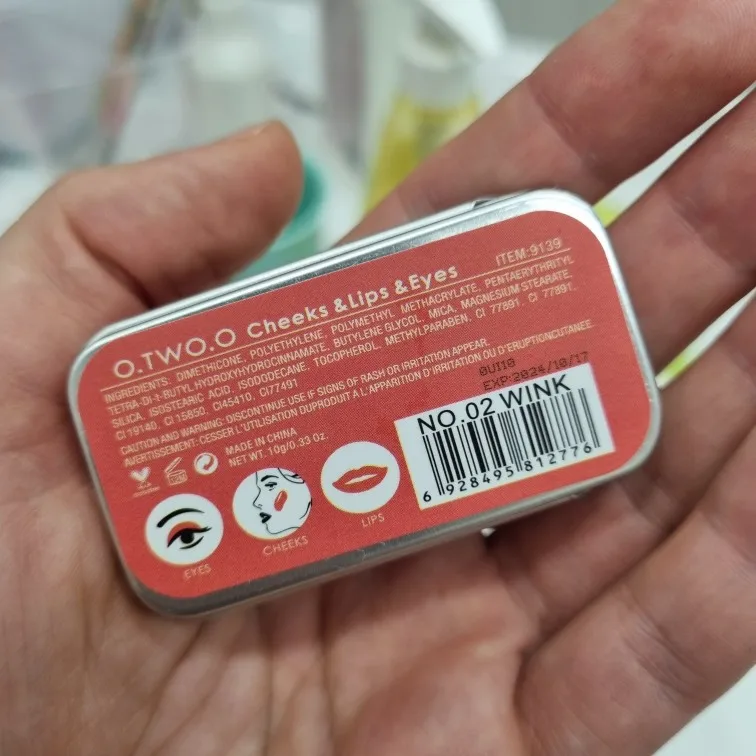 ITEM:9139
O.TWO.O Cheeks &Lips &Eyes
INGREDIENTS: DIMETHICONE, POLYETHYLENE, POLYMETHYL METHACRYLATE, PENTAERYTHRITYL
TETRA-DI-t-BUTYL HYDROXYHYDROCINNAMATE, BUTYLENE GLYCOL, MICA, MAGNESIUM STEARATE,
SILICA, ISOSTEARIC ACID, ISODODECANE, TOCOPHEROL, METHYLPARABEN, CI 77891, CI 77891,
CI 19140, CI 15850, CI45410, CI77491
CAUTION AND WARNING: DISCONTINUE USE IF SIGNS OF RASH OR IRRITATION APPEAR.
AVERTISSEMENT: CESSER L'UTILISATION DUPRODUIT A L'APPARITION D'IRRITATION OU D'ERUPTIONCUTANEE.
MADE IN CHINA
NET WT. 10g/0.33 Oz.
0UI10
EXP:2024/10/17
NO.02 WINK
6 928495 812776
EYES
CHEEKS
LIPS